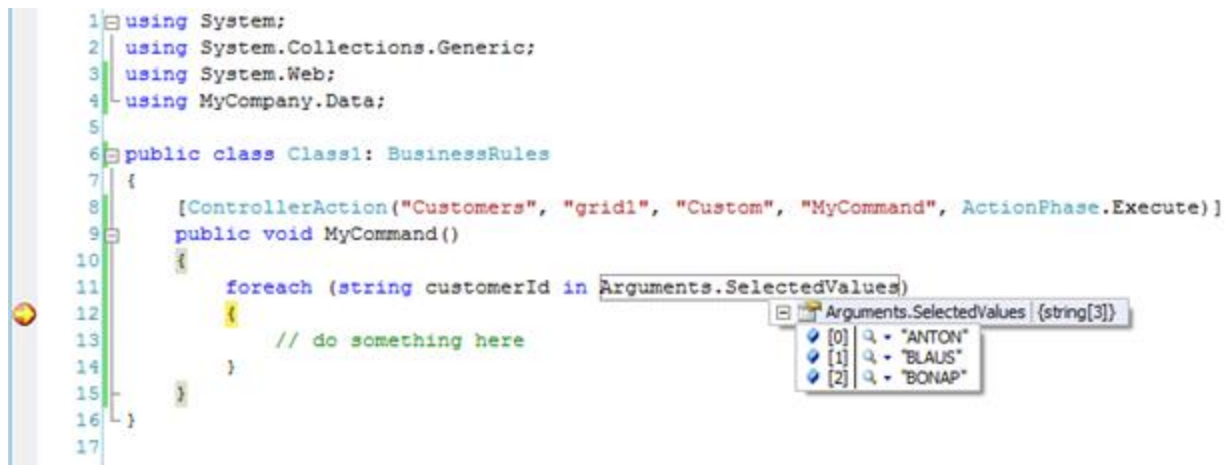 1 using System;
2 using System.Collections.Generic;
3 using System.Web;
4 using MyCompany.Data;
5
6 public class Class1: BusinessRules
7 {
8 [ControllerAction("Customers", "grid1", "Custom", "MyCommand", ActionPhase.Execute)]
9 public void MyCommand()
10 {
11 foreach (string customerId in Arguments.SelectedValues)
12 {
Arguments.SelectedValues {string[3]}
13 // do something here
[0] "ANTON"
14 }
[1] "BLAUS"
[2] "BONAP"
15 }
16 }
17